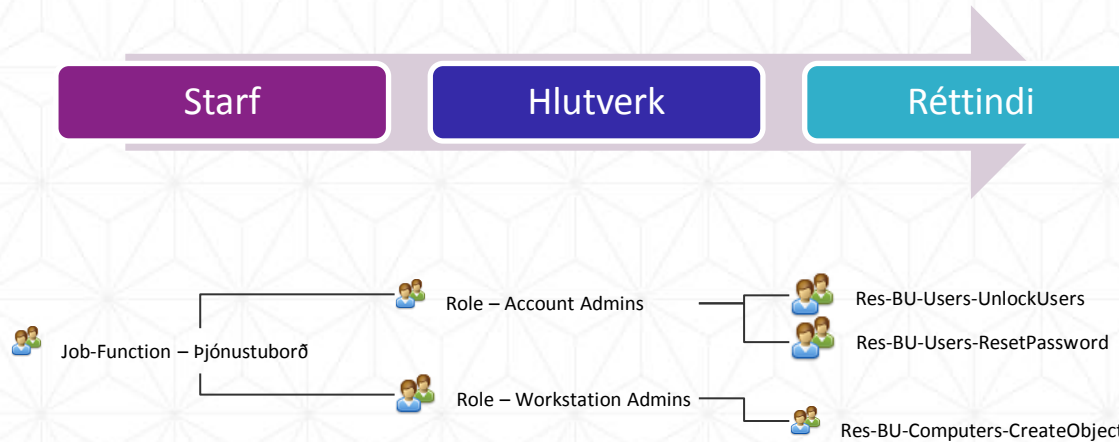 Starf
Hlutverk
Réttindi
Role – Account Admins
Res-BU-Users-UnlockUsers
Res-BU-Users-ResetPassword
Job-Function – Þjónustuborð
Role – Workstation Admins
Res-BU-Computers-CreateObject